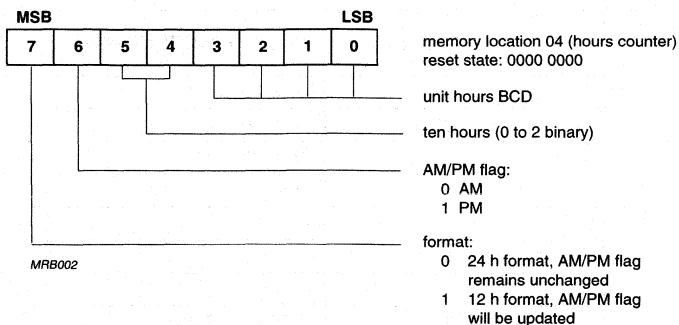 MSB LSB
7 6 5 4 3 2 1 0
memory location 04 (hours counter)
reset state: 0000 0000
unit hours BCD
ten hours (0 to 2 binary)
AM/PM flag:
0 AM
1 PM
format:
0 24 h format, AM/PM flag
remains unchanged
1 12 h format, AM/PM flag
will be updated
MRB002